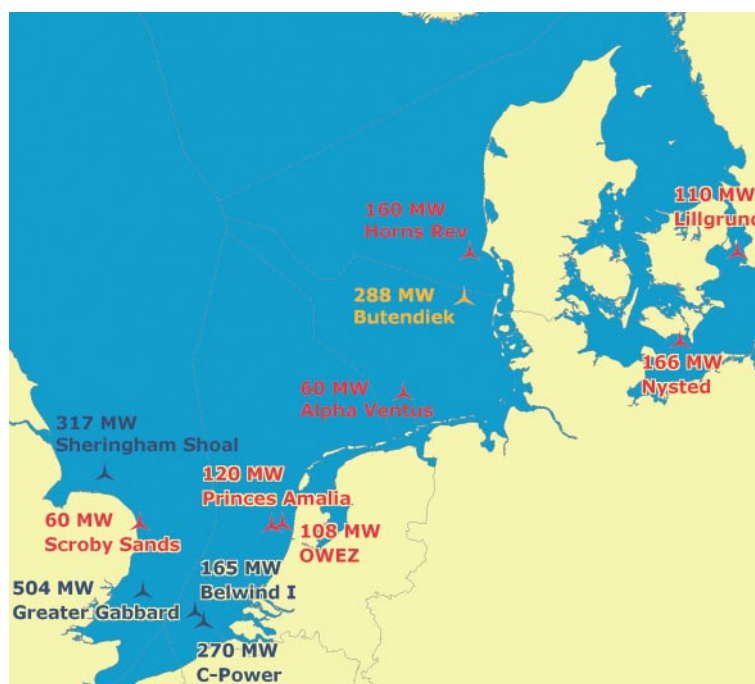 110 MW
Lillgrund
160 MW
Horns Rev
288 MW
Butendiek
166 MW
Nysted
60 MW
Alpha Ventus
317 MW
Sheringham Shoal
120 MW
Princes Amalia
60 MW
Scroby Sands
108 MW
OWEZ
504 MW
Greater Gabbard
165 MW
Belwind I
270 MW
C-Power